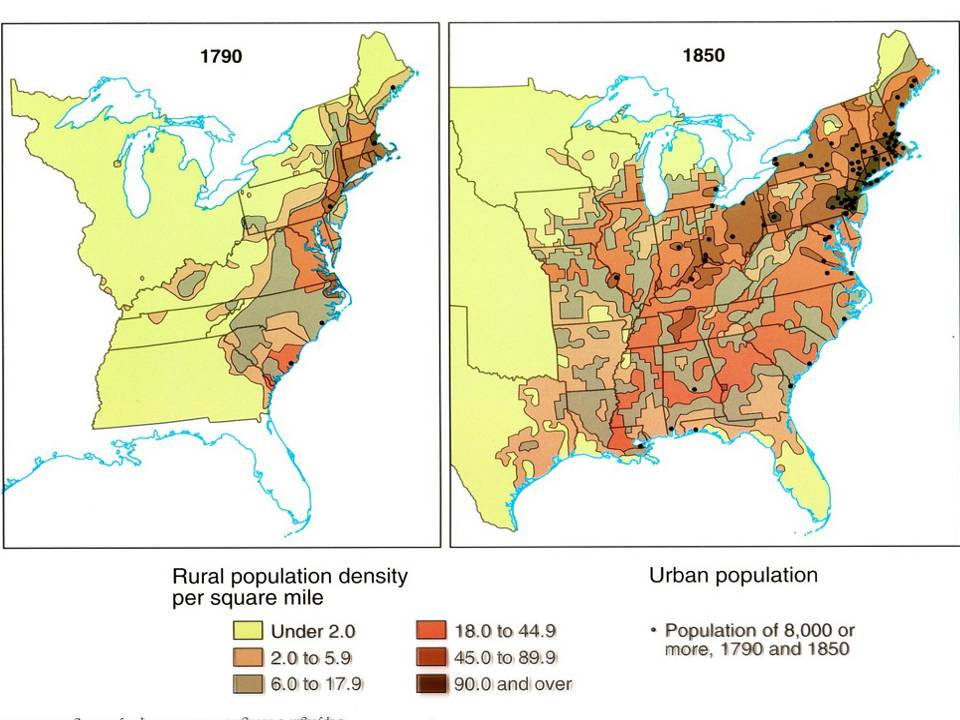 1790
1850
Rural population density
per square mile
Under 2.0
2.0 to 5.9
6.0 to 17.9
18.0 to 44.9
45.0 to 89.9
90.0 and over
Urban population
• Population of 8,000 or
more, 1790 and 1850